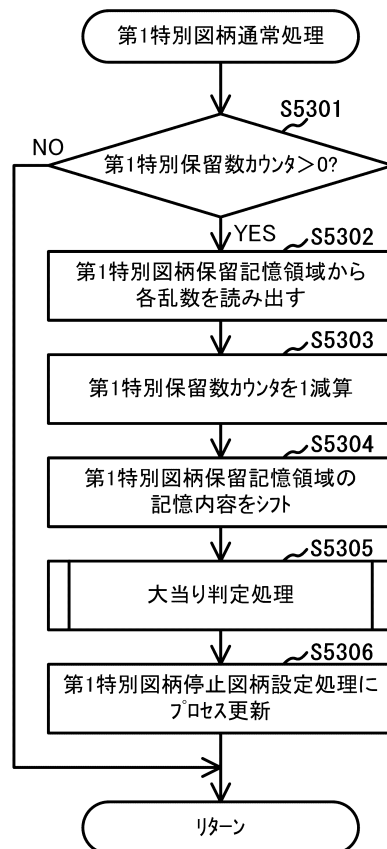 第1特別図柄通常処理
S5301
NO
第1特別保留数カウンタ>0?
YES
S5302
第1特別図柄保留記憶領域から
各乱数を読み出す
S5303
第1特別保留数カウンタを1減算
S5304
第1特別図柄保留記憶領域の
記憶内容をシフト
S5305
大当り判定処理
S5306
第1特別図柄停止図柄設定処理に
プロセス更新
リターン